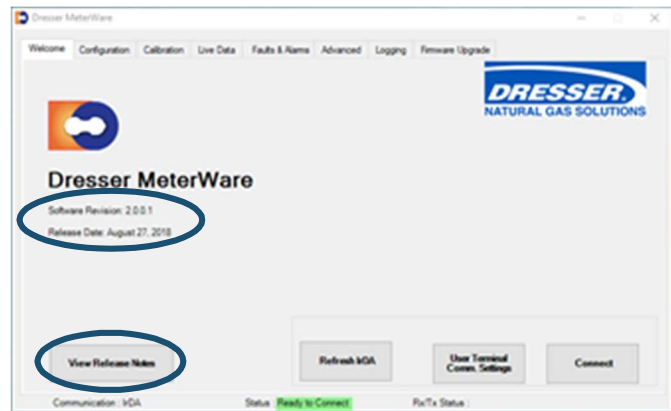 Dresser MeterWare
Welcome Configuration Calibration Live Data Faults & Alarms Advanced Logging Firmware Upgrade
DRESSER.
NATURAL GAS SOLUTIONS
Dresser MeterWare
Software Revision: 2.0.0.1
Release Date: August 27, 2018
View Release Notes
Refresh IrDA
User Terminal
Comm. Settings
Connect
Communication : IrDA Status Ready to Connect Rx/Tx Status :